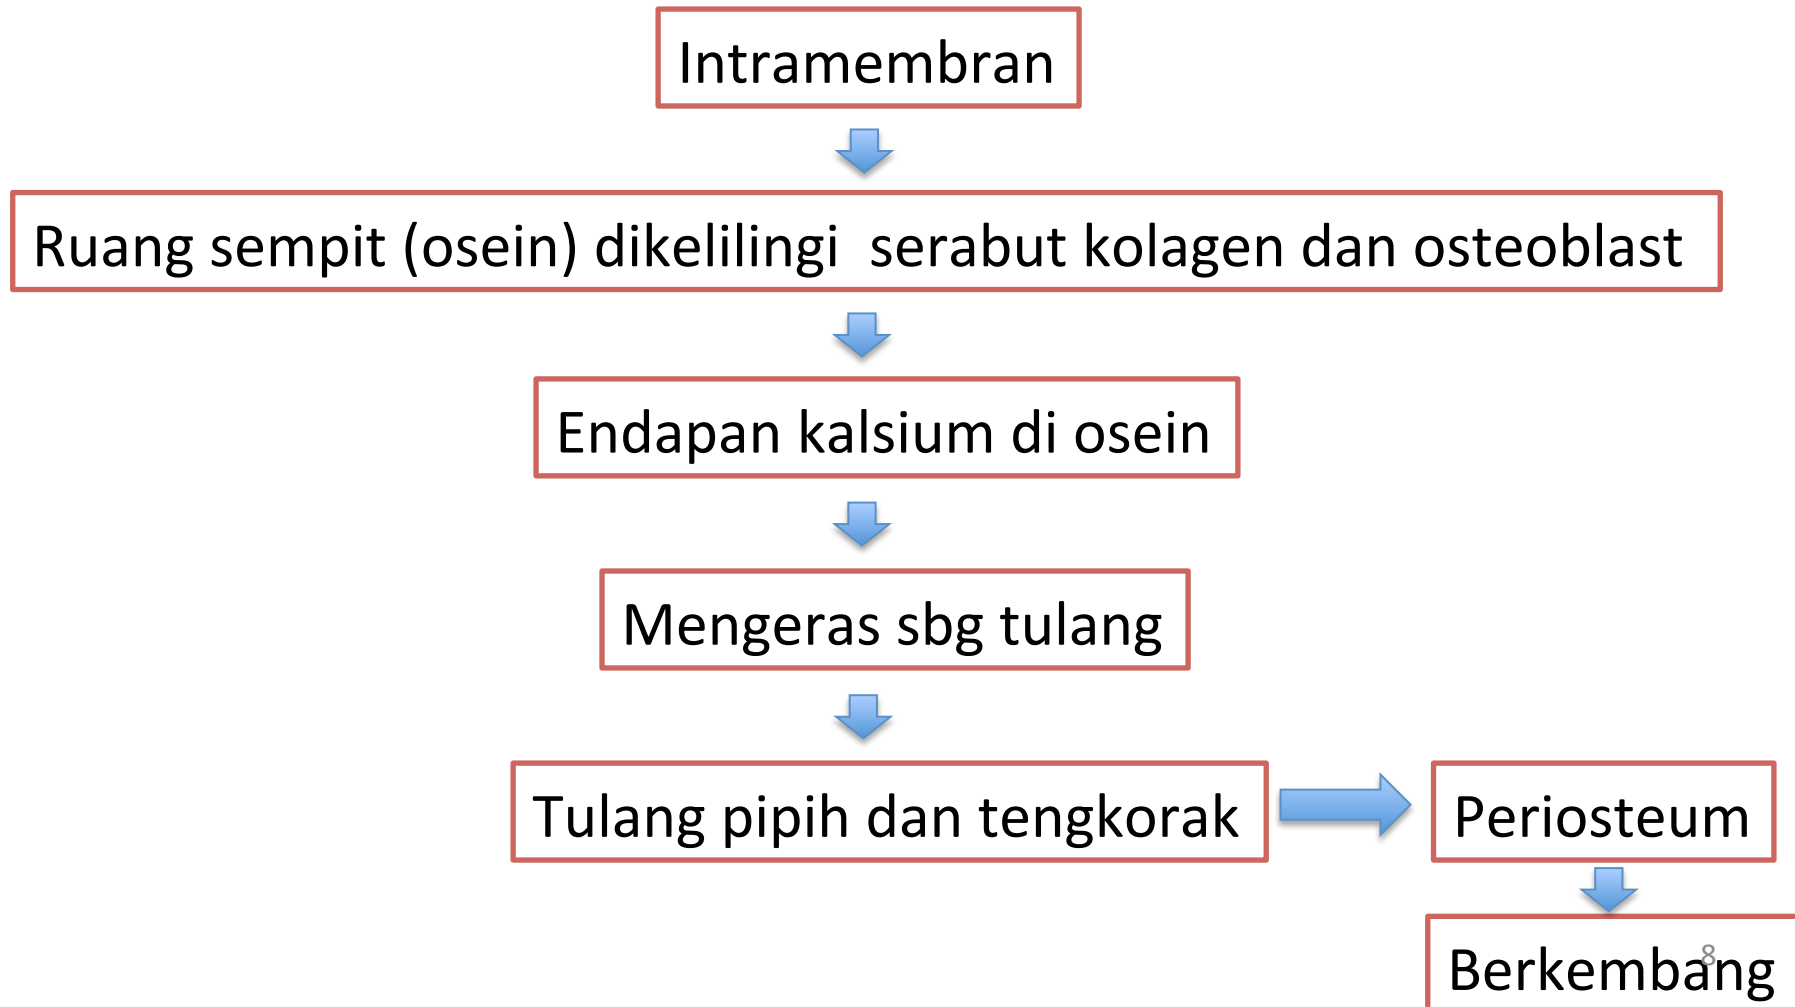 Intramembran
Ruang sempit (osein) dikelilingi  serabut kolagen dan osteoblast
Endapan kalsium di osein
Mengeras sbg tulang
Tulang pipih dan tengkorak
Periosteum
Berkembang
8